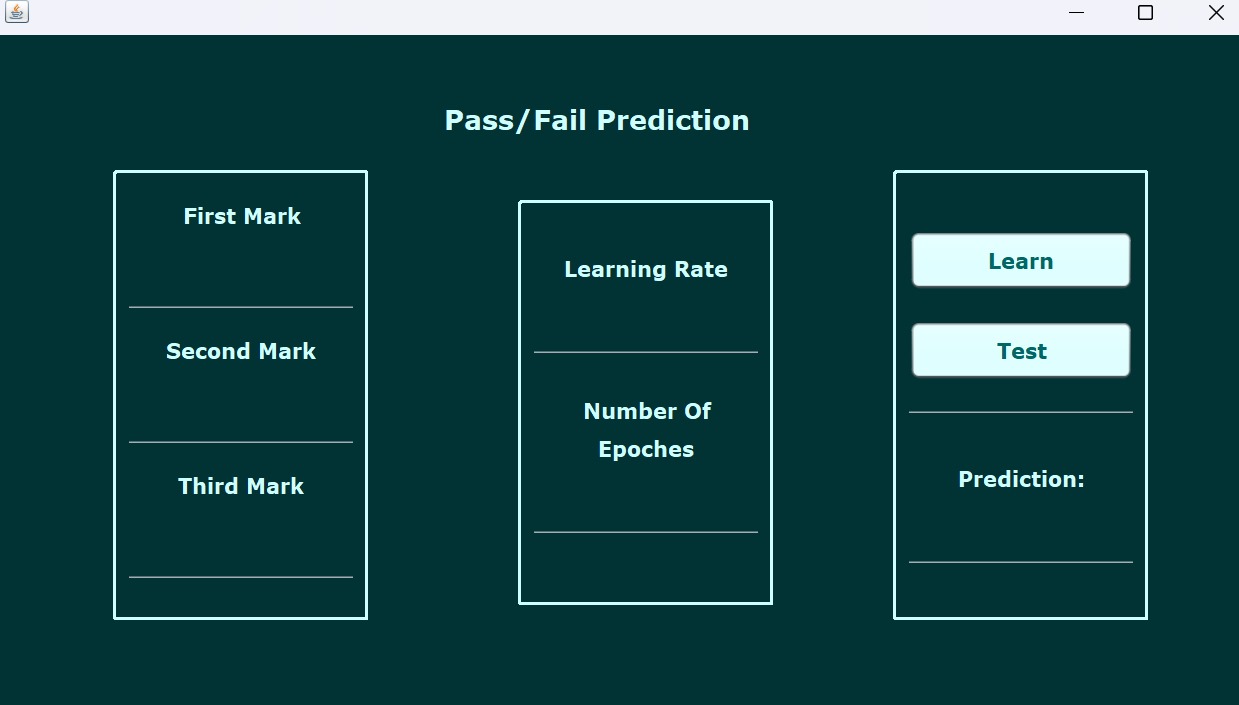 Pass/Fail Prediction
First Mark
Second Mark
Third Mark
Learning Rate
Number Of
Epoches
Learn
Test
Prediction: